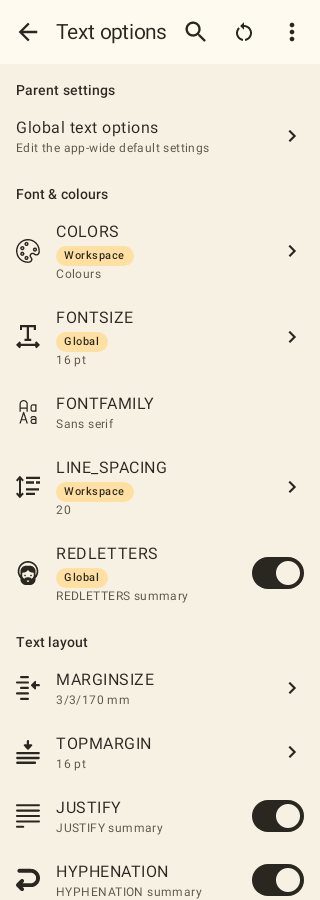 Text options
Parent settings
Global text options
Edit the app-wide default settings
Font & colours
COLORS
Workspace
Colours
FONTSIZE
Global
16 pt
FONTFAMILY
Sans serif
LINE_SPACING
Workspace
20
REDLETTERS
Global
REDLETTERS summary
Text layout
MARGINSIZE
3/3/170 mm
TOPMARGIN
16 pt
JUSTIFY
JUSTIFY summary
HYPHENATION
HYPHENATION summary